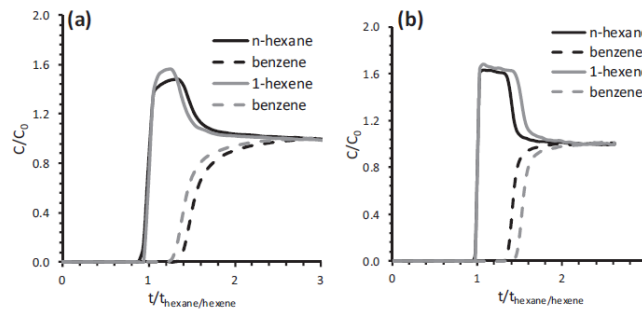 (a)
n-hexane
benzene
1-hexene
benzene
C/C0
2.0
1.6
1.2
0.8
0.4
0.0
0 1 2 3
t/thexane/hexene
(b)
n-hexane
benzene
1-hexene
benzene
C/C0
2.0
1.6
1.2
0.8
0.4
0.0
0 1 2
t/thexane/hexene